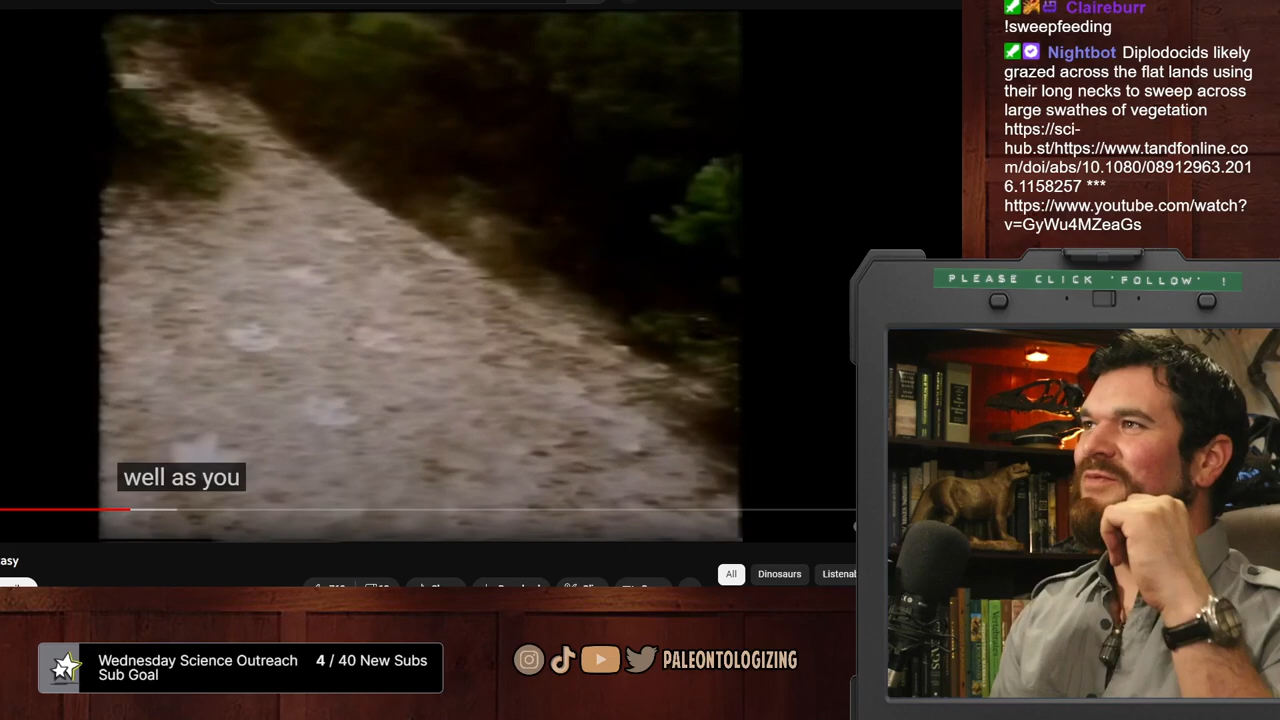 Claireburr
!sweepfeeding
Nightbot Diplodocids likely
grazed across the flat lands using
their long necks to sweep across
large swathes of vegetation
https://sci-
hub.st/https://www.tandfonline.co
m/doi/abs/10.1080/08912963.201
6.1158257 ***
https://www.youtube.com/watch?
v=GyWu4MZeaGs
PLEASE CLICK 'FOLLOW' !
well as you
asy
All Dinosaurs Listenab
Wednesday Science Outreach 4 / 40 New Subs
Sub Goal
PALEONTOLOGIZING